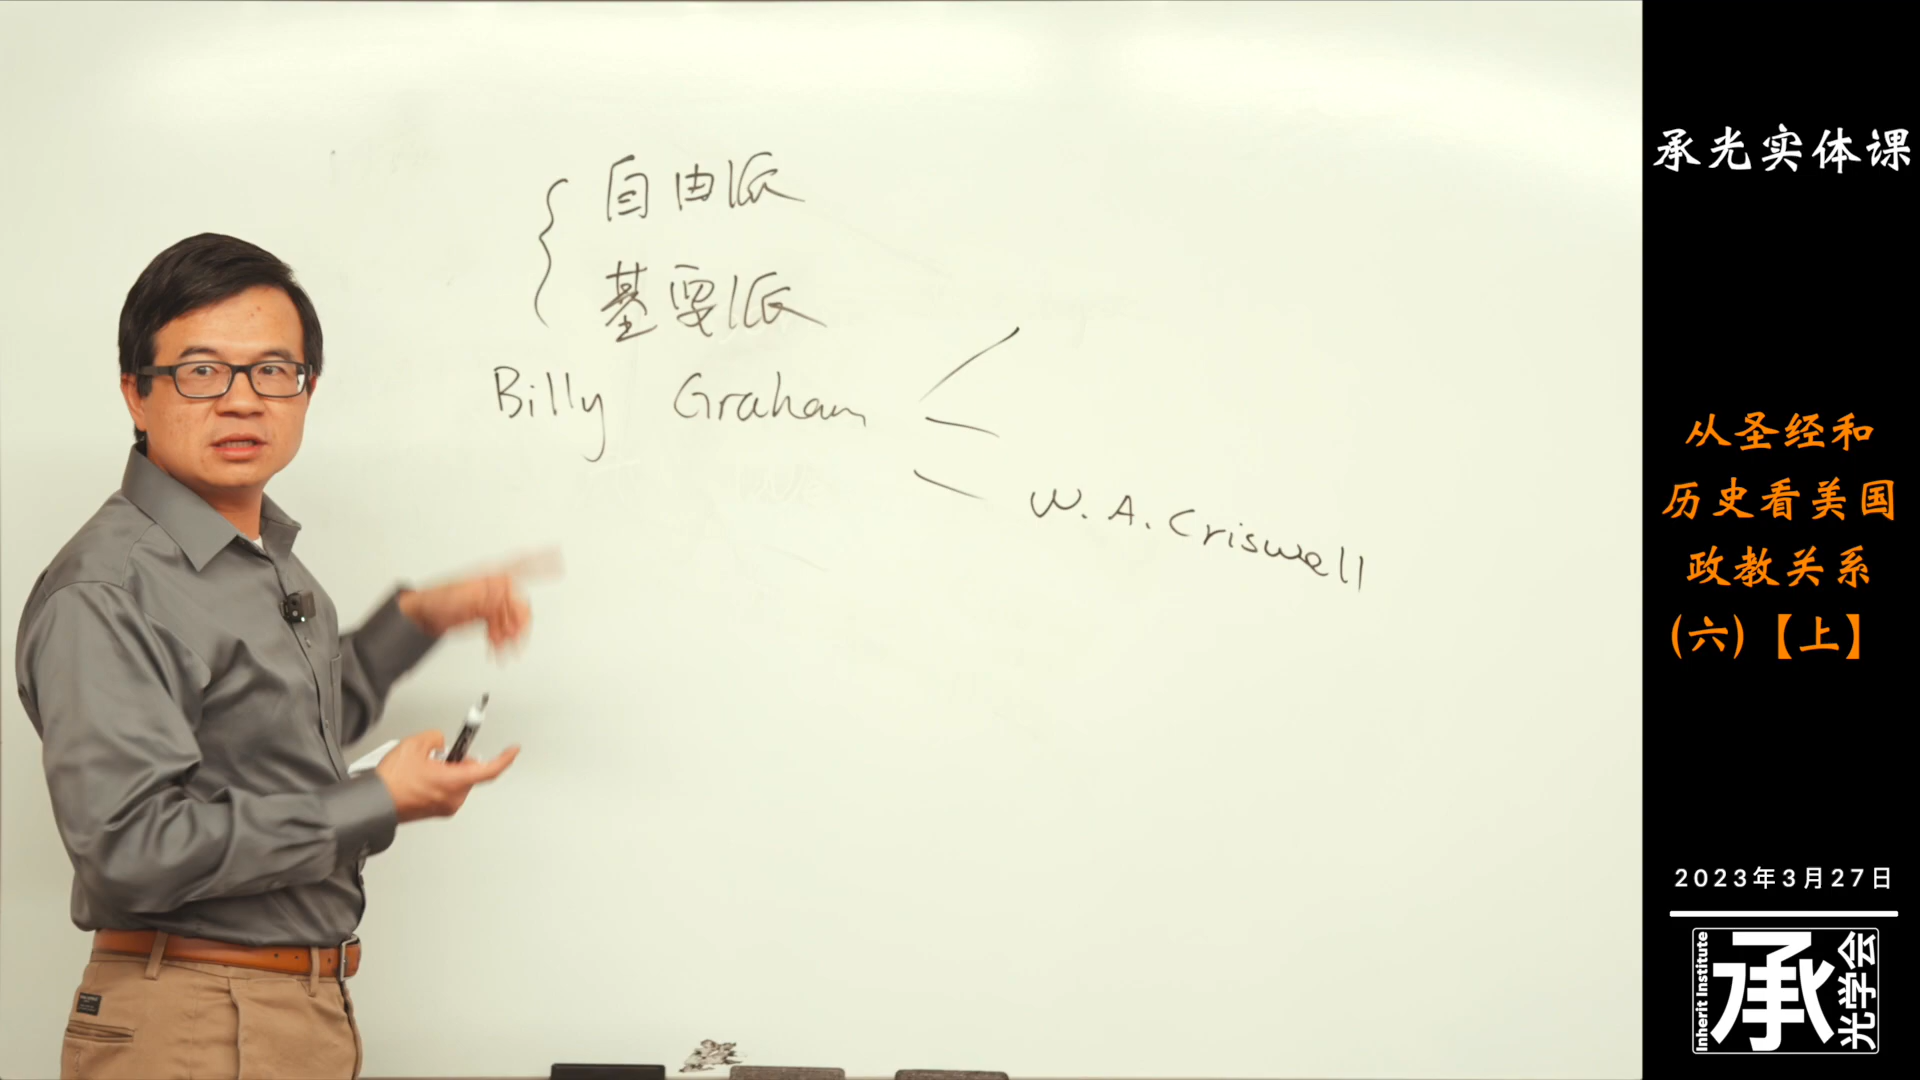 自由派
基要派
Billy Graham
W. A. Criswell
承光实体课
从圣经和
历史看美国
政教关系
(六)【上】
2023年3月27日
Inherit Institute
承
光学会